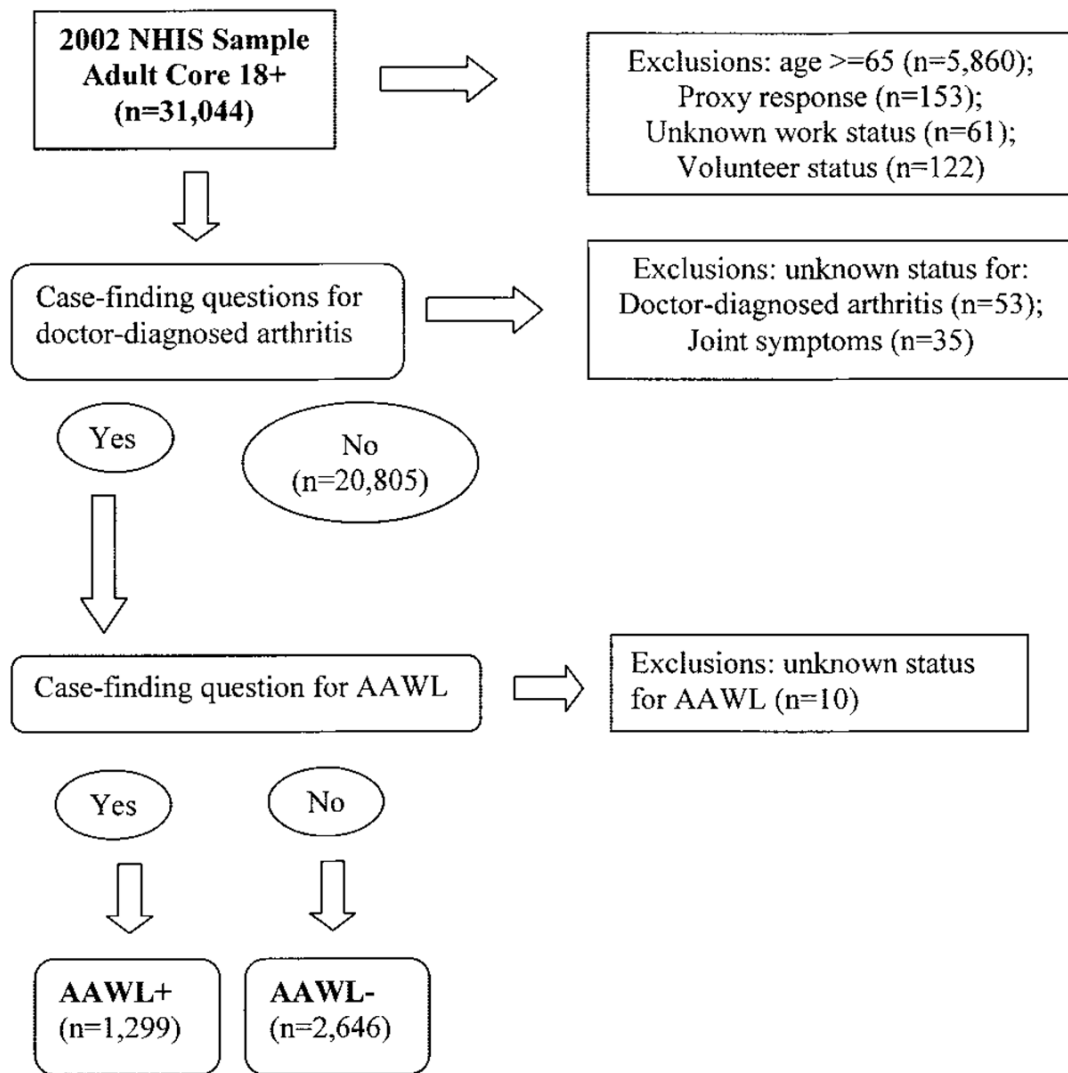 2002 NHIS Sample
Adult Core 18+
(n=31,044)
Exclusions: age >=65 (n=5,860);
Proxy response (n=153);
Unknown work status (n=61);
Volunteer status (n=122)
Case-finding questions for
doctor-diagnosed arthritis
Exclusions: unknown status for:
Doctor-diagnosed arthritis (n=53);
Joint symptoms (n=35)
Yes
No
(n=20,805)
Case-finding question for AAWL
Exclusions: unknown status
for AAWL (n=10)
Yes
No
AAWL+
(n=1,299)
AAWL-
(n=2,646)